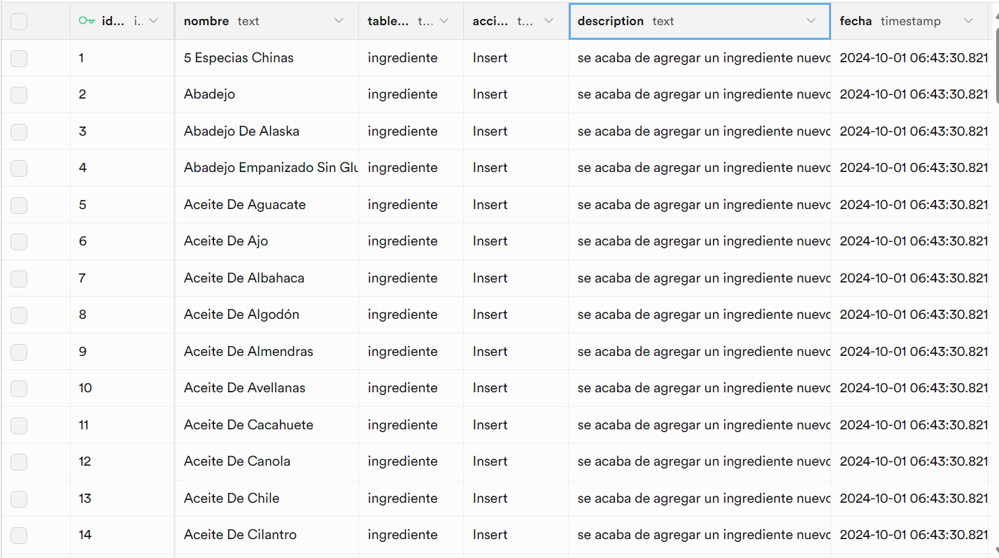 id... i.. nombre text table... t... acci... t... description text fecha timestamp
1 5 Especias Chinas ingrediente Insert se acaba de agregar un ingrediente nuevo 2024-10-01 06:43:30.821
2 Abadejo ingrediente Insert se acaba de agregar un ingrediente nuevo 2024-10-01 06:43:30.821
3 Abadejo De Alaska ingrediente Insert se acaba de agregar un ingrediente nuevo 2024-10-01 06:43:30.821
4 Abadejo Empanizado Sin Glu ingrediente Insert se acaba de agregar un ingrediente nuevo 2024-10-01 06:43:30.821
5 Aceite De Aguacate ingrediente Insert se acaba de agregar un ingrediente nuevo 2024-10-01 06:43:30.821
6 Aceite De Ajo ingrediente Insert se acaba de agregar un ingrediente nuevo 2024-10-01 06:43:30.821
7 Aceite De Albahaca ingrediente Insert se acaba de agregar un ingrediente nuevo 2024-10-01 06:43:30.821
8 Aceite De Algodón ingrediente Insert se acaba de agregar un ingrediente nuevo 2024-10-01 06:43:30.821
9 Aceite De Almendras ingrediente Insert se acaba de agregar un ingrediente nuevo 2024-10-01 06:43:30.821
10 Aceite De Avellanas ingrediente Insert se acaba de agregar un ingrediente nuevo 2024-10-01 06:43:30.821
11 Aceite De Cacahuete ingrediente Insert se acaba de agregar un ingrediente nuevo 2024-10-01 06:43:30.821
12 Aceite De Canola ingrediente Insert se acaba de agregar un ingrediente nuevo 2024-10-01 06:43:30.821
13 Aceite De Chile ingrediente Insert se acaba de agregar un ingrediente nuevo 2024-10-01 06:43:30.821
14 Aceite De Cilantro ingrediente Insert se acaba de agregar un ingrediente nuevo 2024-10-01 06:43:30.821